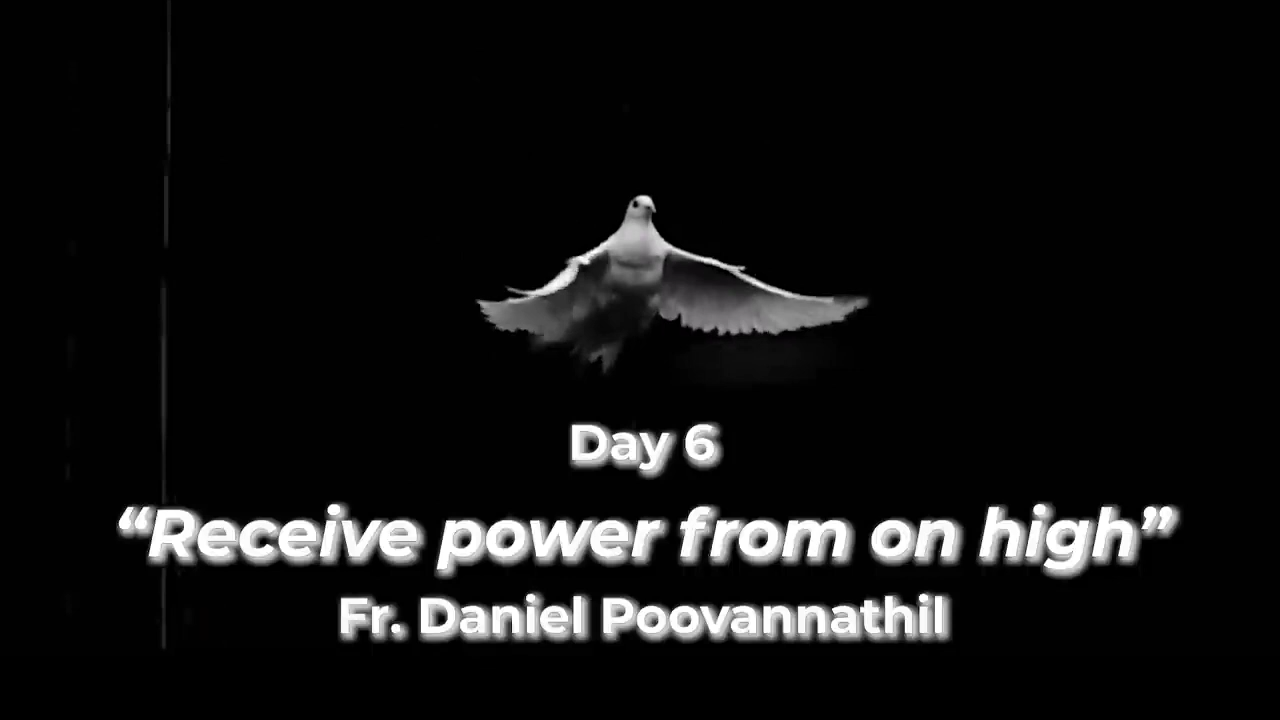 Day 6
“Receive power from on high”
Fr. Daniel Poovannathil